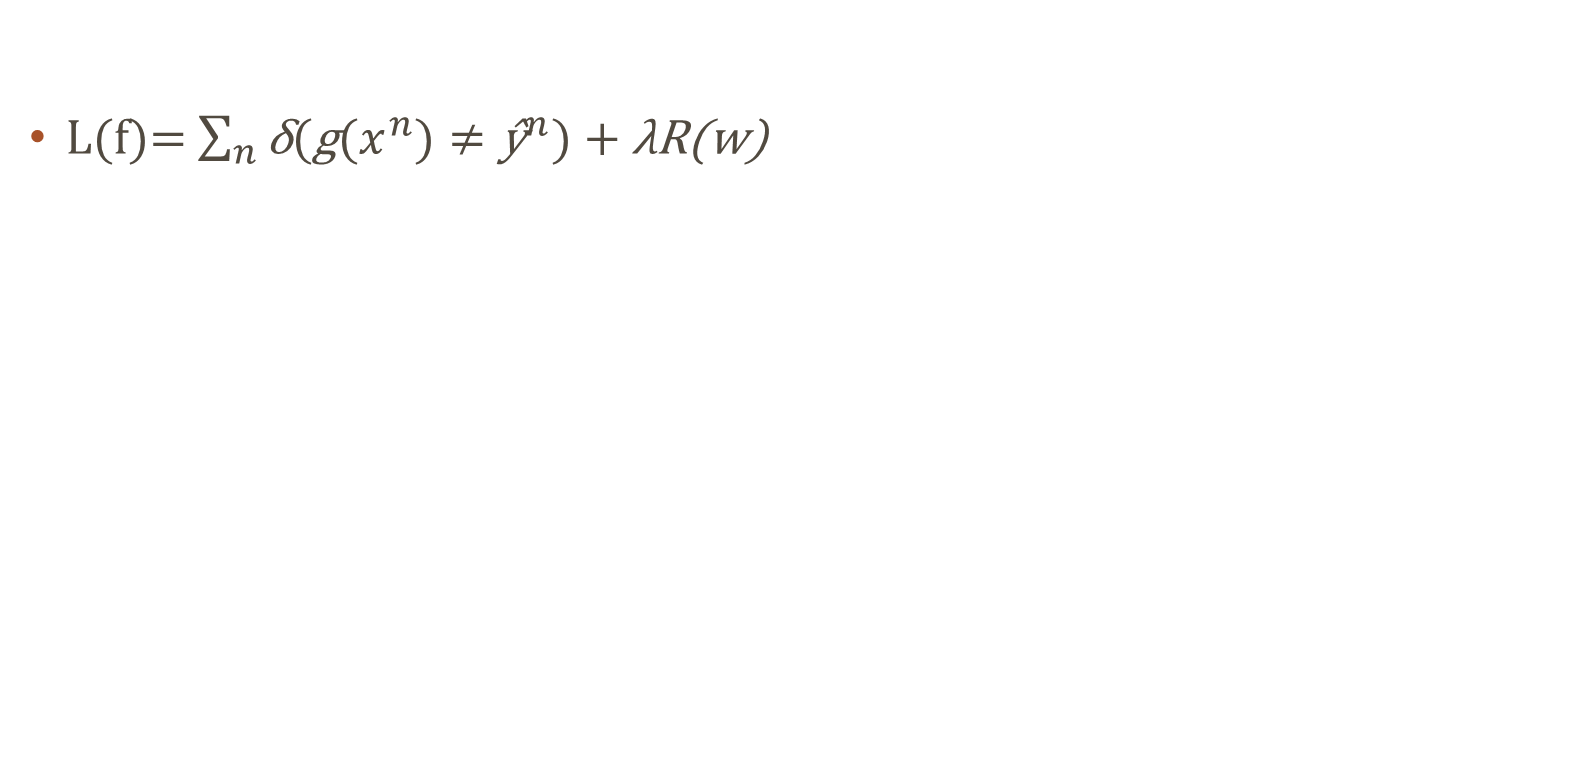 • L(f)= ∑ₙ δ(g(xⁿ) ≠ ŷⁿ) + λR(w)